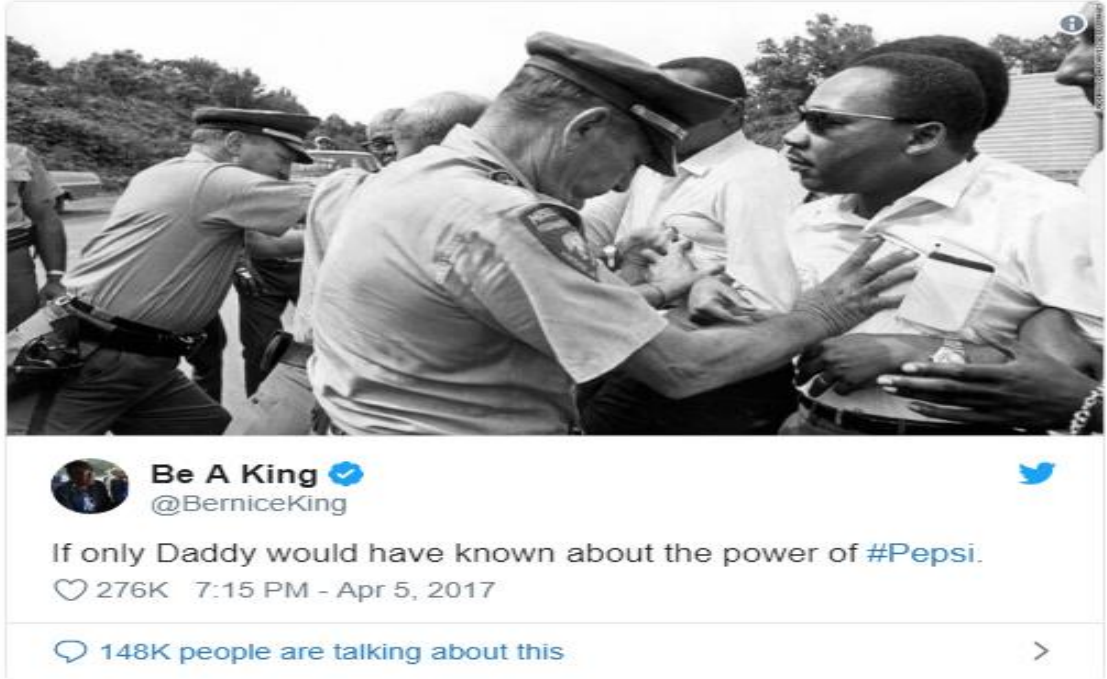 Be A King
@BerniceKing
If only Daddy would have known about the power of #Pepsi.
276K 7:15 PM - Apr 5, 2017
148K people are talking about this